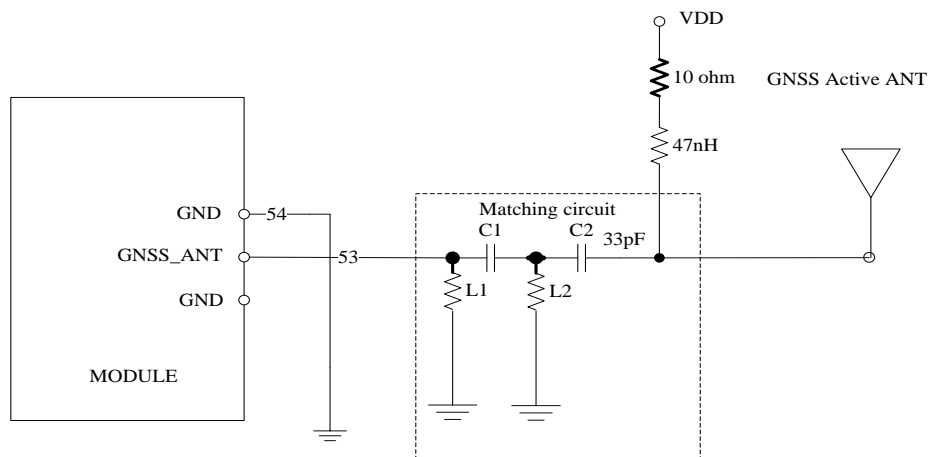 VDD
10 ohm
GNSS Active ANT
47nH
Matching circuit
C1
C2
33pF
GND
54
GNSS_ANT
53
L1
L2
GND
MODULE